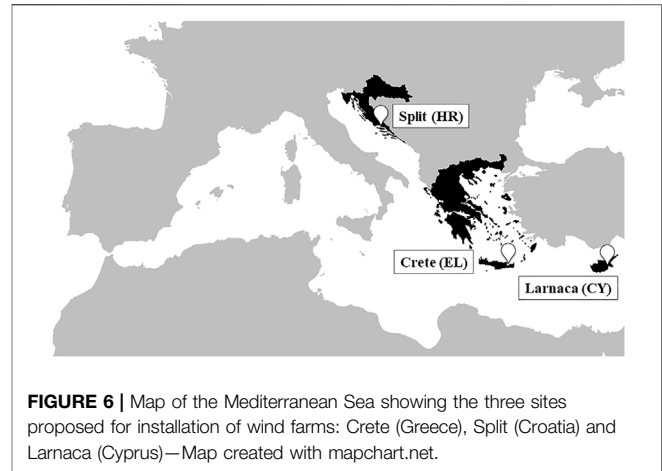 Split (HR)
Crete (EL)
Larnaca (CY)
FIGURE 6 | Map of the Mediterranean Sea showing the three sites
proposed for installation of wind farms: Crete (Greece), Split (Croatia) and
Larnaca (Cyprus)—Map created with mapchart.net.